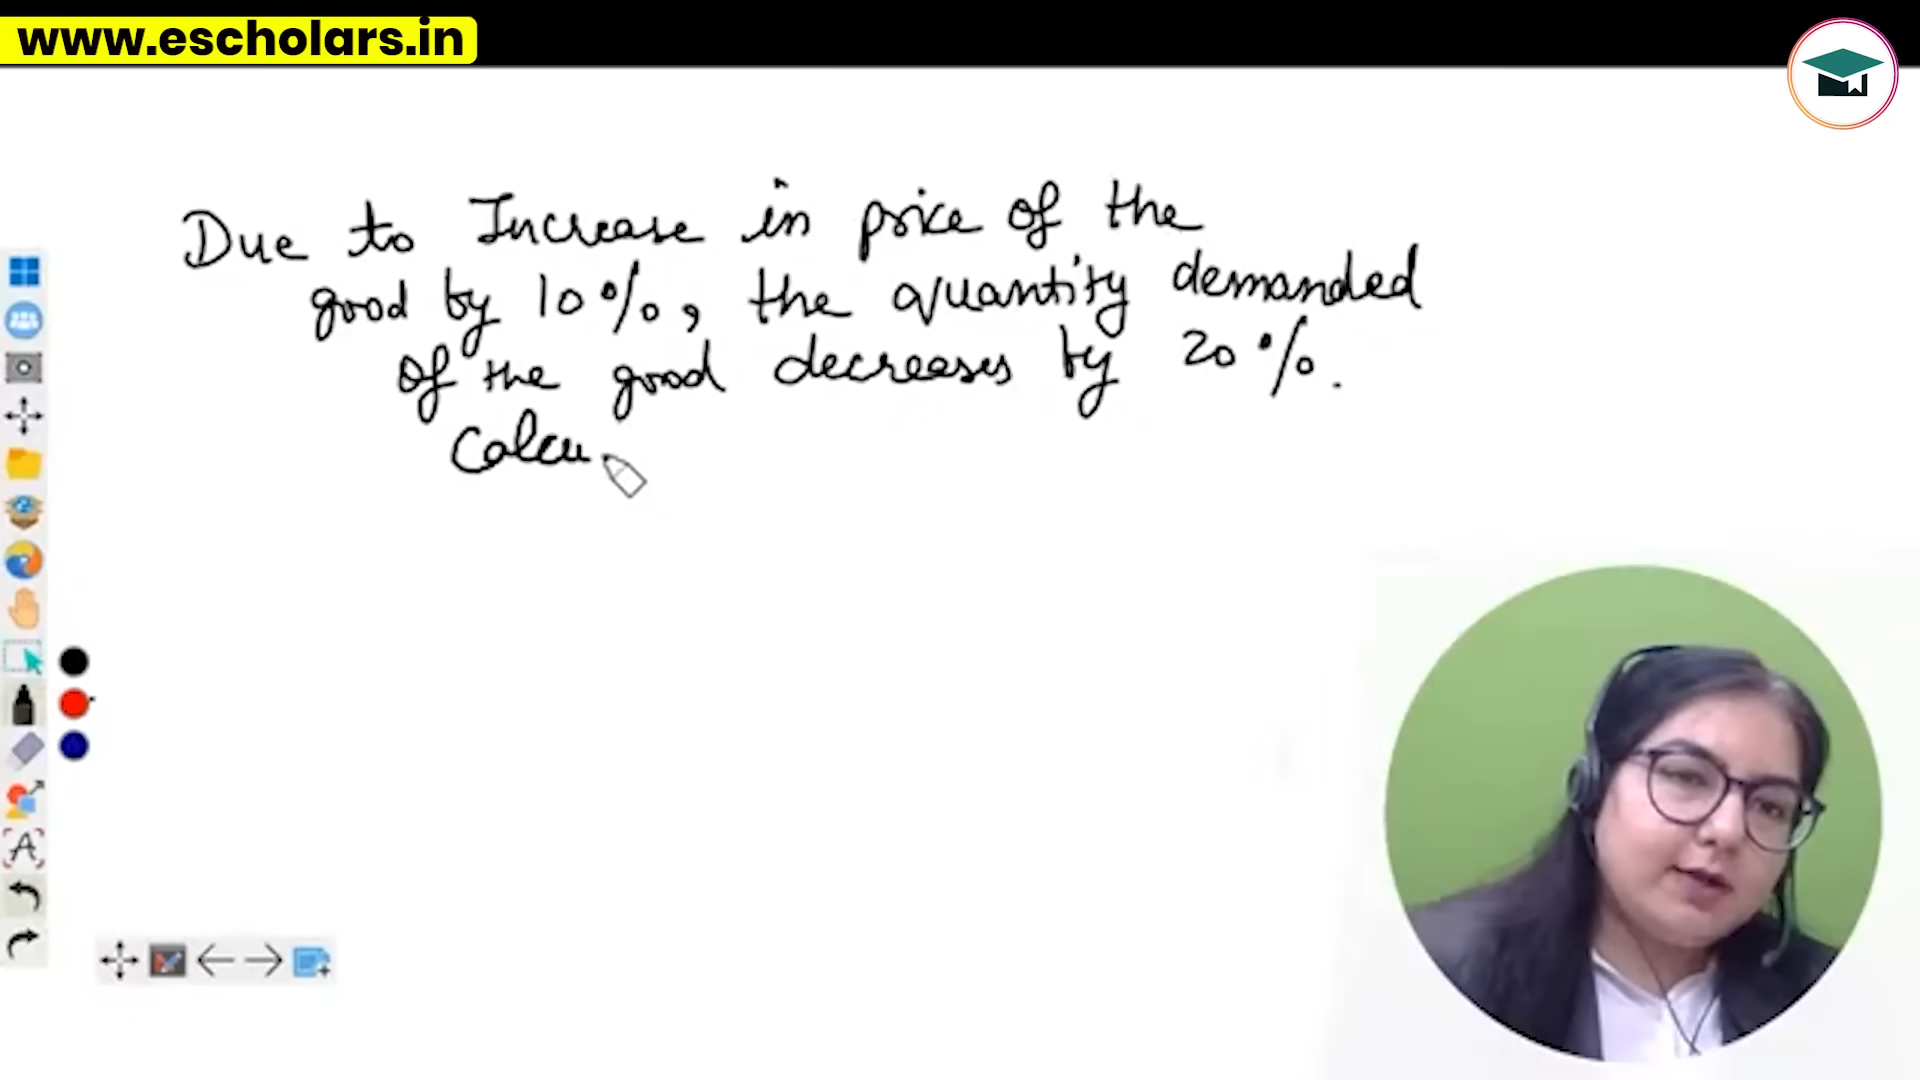 www.escholars.in
Due to Increase in price of the
good by 10%, the quantity demanded
of the good decreases by 20%.
Calcu